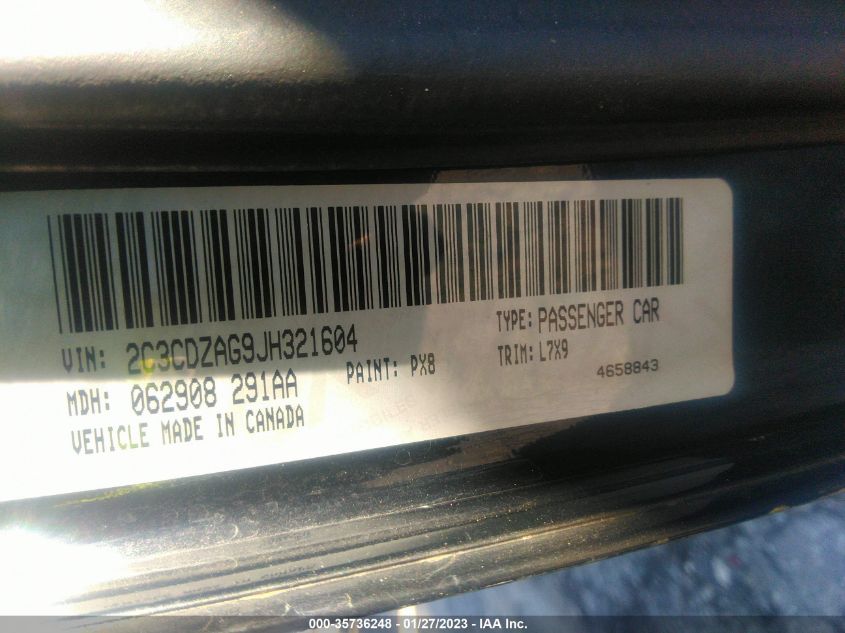 VIN: 2C3CDZAG9JH321604
TYPE: PASSENGER CAR
MDH: 062908 291AA
PAINT: PX8
TRIM: L7X9
4658843
VEHICLE MADE IN CANADA
000-35736248 - 01/27/2023 - IAA Inc.